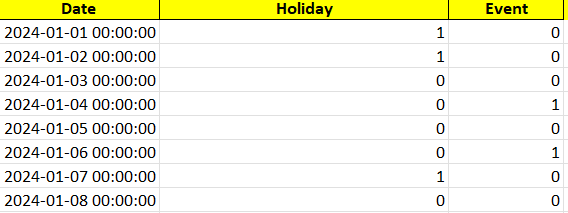 Date Holiday Event
2024-01-01 00:00:00 1 0
2024-01-02 00:00:00 1 0
2024-01-03 00:00:00 0 0
2024-01-04 00:00:00 0 1
2024-01-05 00:00:00 0 0
2024-01-06 00:00:00 0 1
2024-01-07 00:00:00 1 0
2024-01-08 00:00:00 0 0